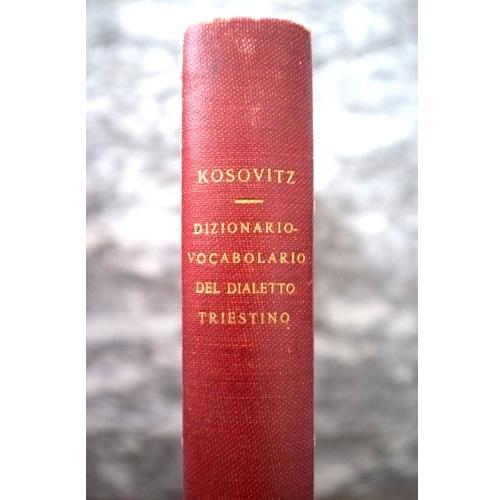 KOSOVITZ
DIZIONARIO-
VOCABOLARIO
DEL DIALETTO
TRIESTINO